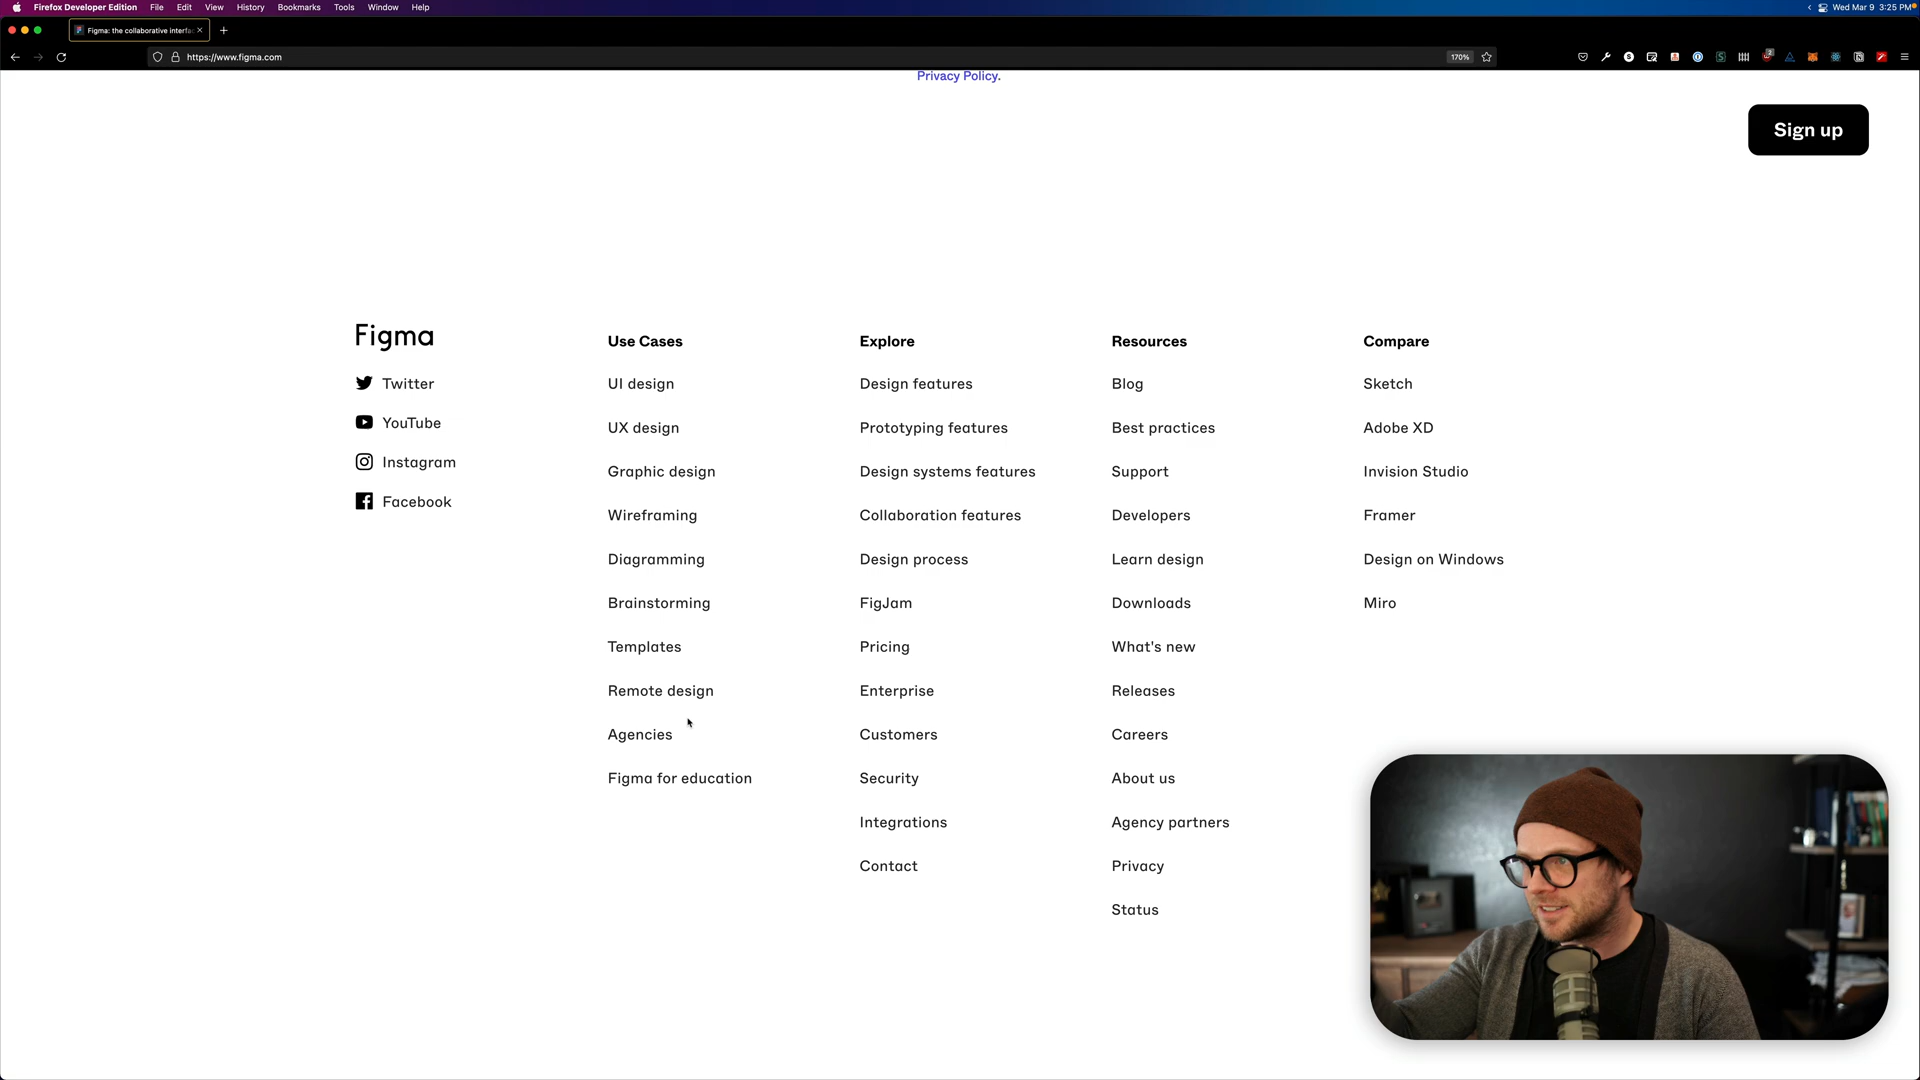 Firefox Developer Edition File Edit View History Bookmarks Tools Window Help
Wed Mar 9 3:25 PM
Figma: the collaborative interfa
https://www.figma.com
170%
2
Privacy Policy.
Sign up
Figma
Twitter
YouTube
Instagram
Facebook
Use Cases
UI design
UX design
Graphic design
Wireframing
Diagramming
Brainstorming
Templates
Remote design
Agencies
Figma for education
Explore
Design features
Prototyping features
Design systems features
Collaboration features
Design process
FigJam
Pricing
Enterprise
Customers
Security
Integrations
Contact
Resources
Blog
Best practices
Support
Developers
Learn design
Downloads
What's new
Releases
Careers
About us
Agency partners
Privacy
Status
Compare
Sketch
Adobe XD
Invision Studio
Framer
Design on Windows
Miro